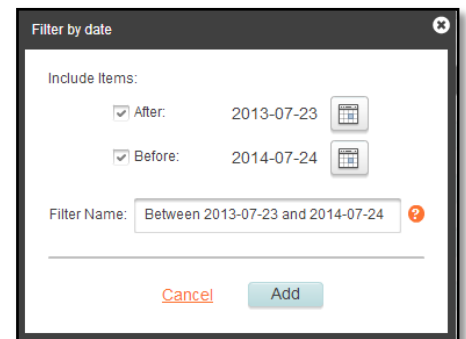 Filter by date
Include Items:
After: 2013-07-23
Before: 2014-07-24
Filter Name: Between 2013-07-23 and 2014-07-24 ?
Cancel Add